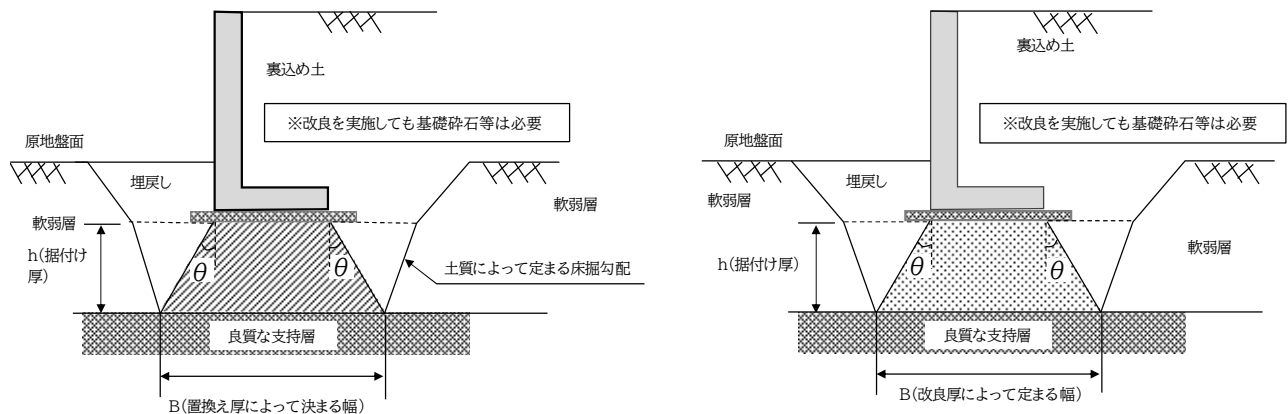 裏込め土
※改良を実施しても基礎砕石等は必要
原地盤面
埋戻し
軟弱層
軟弱層
h(据付け
厚)
θ
θ
土質によって定まる床掘勾配
良質な支持層
B(置換え厚によって決まる幅)
裏込め土
※改良を実施しても基礎砕石等は必要
原地盤面
埋戻し
軟弱層
軟弱層
h(据付け厚)
θ
θ
良質な支持層
B(改良厚によって定まる幅)